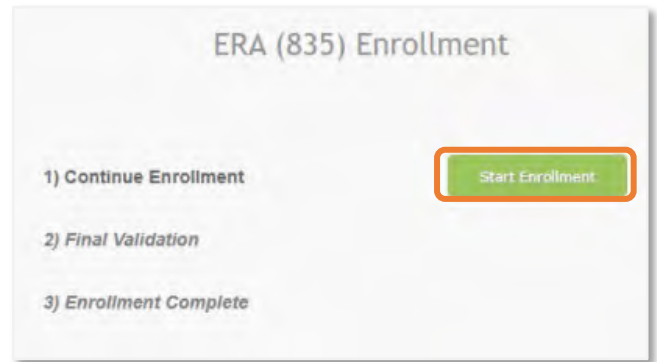 ERA (835) Enrollment
1) Continue Enrollment
Start Enrollment
2) Final Validation
3) Enrollment Complete